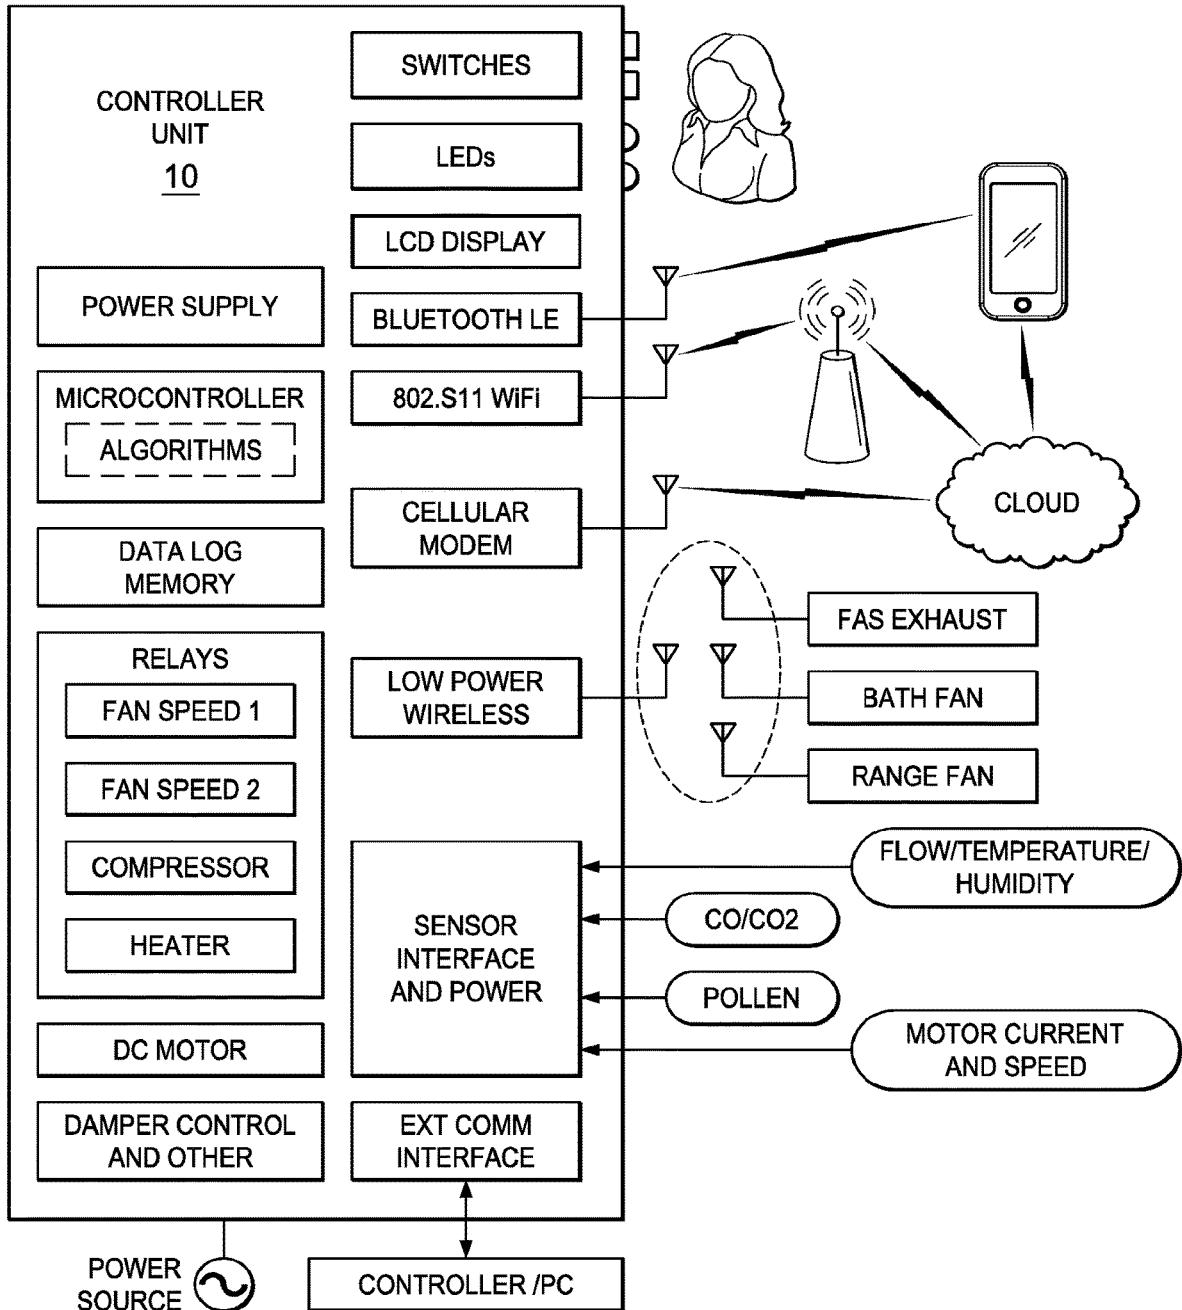 CONTROLLER
UNIT
10
POWER SUPPLY
MICROCONTROLLER
ALGORITHMS
DATA LOG
MEMORY
RELAYS
FAN SPEED 1
FAN SPEED 2
COMPRESSOR
HEATER
DC MOTOR
DAMPER CONTROL
AND OTHER
SWITCHES
LEDs
LCD DISPLAY
BLUETOOTH LE
802.S11 WiFi
CELLULAR
MODEM
LOW POWER
WIRELESS
SENSOR
INTERFACE
AND POWER
EXT COMM
INTERFACE
CLOUD
FAS EXHAUST
BATH FAN
RANGE FAN
FLOW/TEMPERATURE/
HUMIDITY
CO/CO2
POLLEN
MOTOR CURRENT
AND SPEED
POWER
SOURCE
CONTROLLER /PC